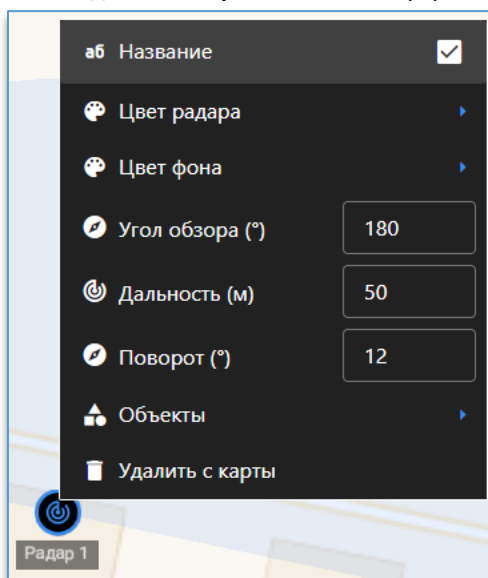 аб Название
Цвет радара
Цвет фона
Угол обзора (°) 180
Дальность (м) 50
Поворот (°) 12
Объекты
Удалить с карты
Радар 1